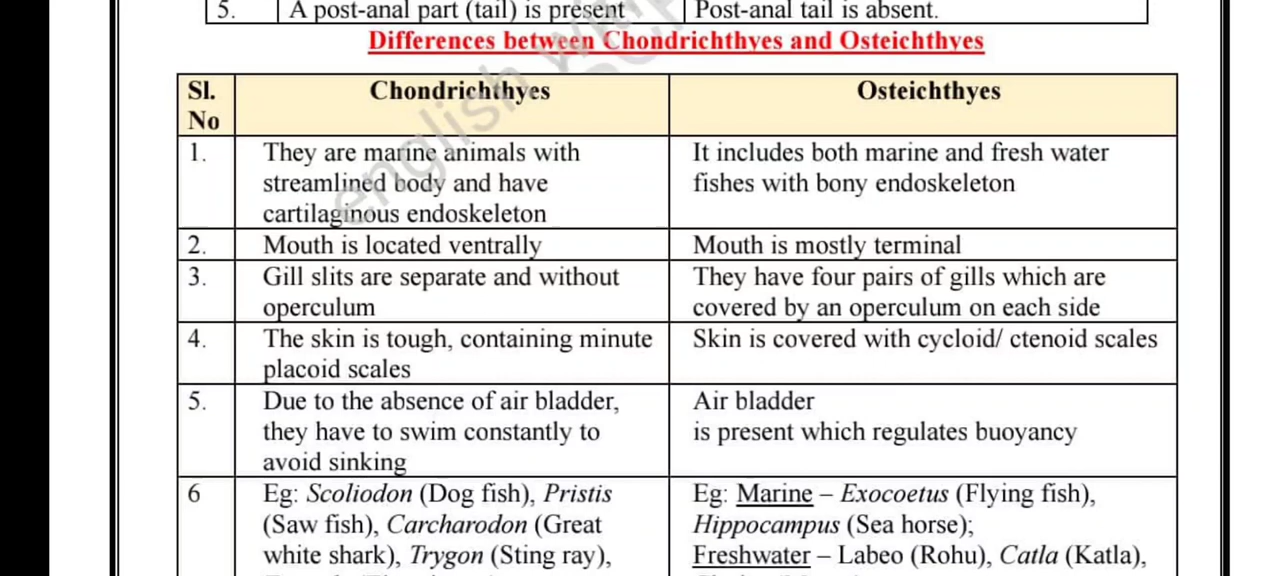 5. A post-anal part (tail) is present Post-anal tail is absent.
Differences between Chondrichthyes and Osteichthyes
Sl. No Chondrichthyes Osteichthyes
1. They are marine animals with It includes both marine and fresh water
streamlined body and have fishes with bony endoskeleton
cartilaginous endoskeleton
2. Mouth is located ventrally Mouth is mostly terminal
3. Gill slits are separate and without They have four pairs of gills which are
operculum covered by an operculum on each side
4. The skin is tough, containing minute Skin is covered with cycloid/ ctenoid scales
placoid scales
5. Due to the absence of air bladder, Air bladder
they have to swim constantly to is present which regulates buoyancy
avoid sinking
6 Eg: Scoliodon (Dog fish), Pristis Eg: Marine – Exocoetus (Flying fish),
(Saw fish), Carcharodon (Great Hippocampus (Sea horse);
white shark), Trygon (Sting ray), Freshwater – Labeo (Rohu), Catla (Katla),
english